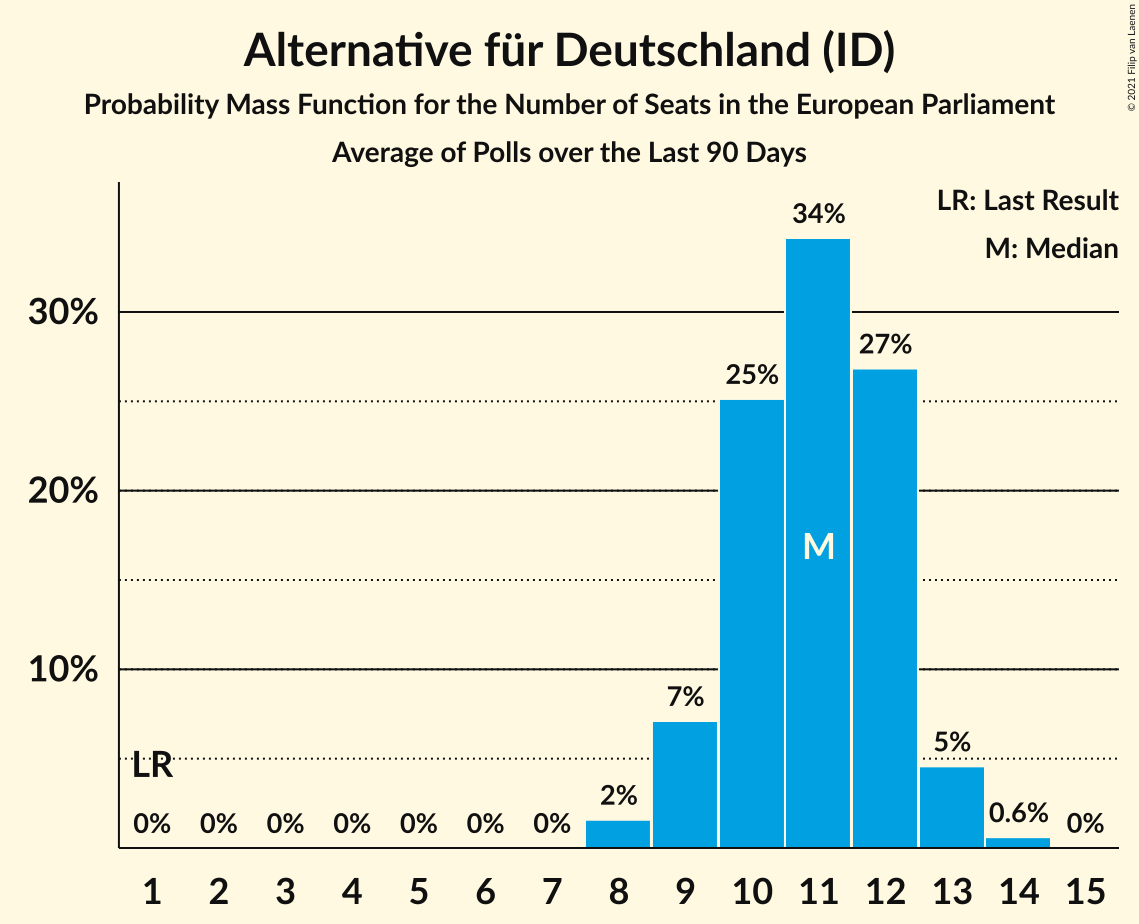 Alternative für Deutschland (ID)
Probability Mass Function for the Number of Seats in the European Parliament
Average of Polls over the Last 90 Days
© 2021 Filip van Laenen
LR: Last Result
M: Median
34%
30%
27%
25%
20%
M
10%
7%
5%
LR
2%
0.6%
0% 0% 0% 0% 0% 0% 0% 0%
1 2 3 4 5 6 7 8 9 10 11 12 13 14 15